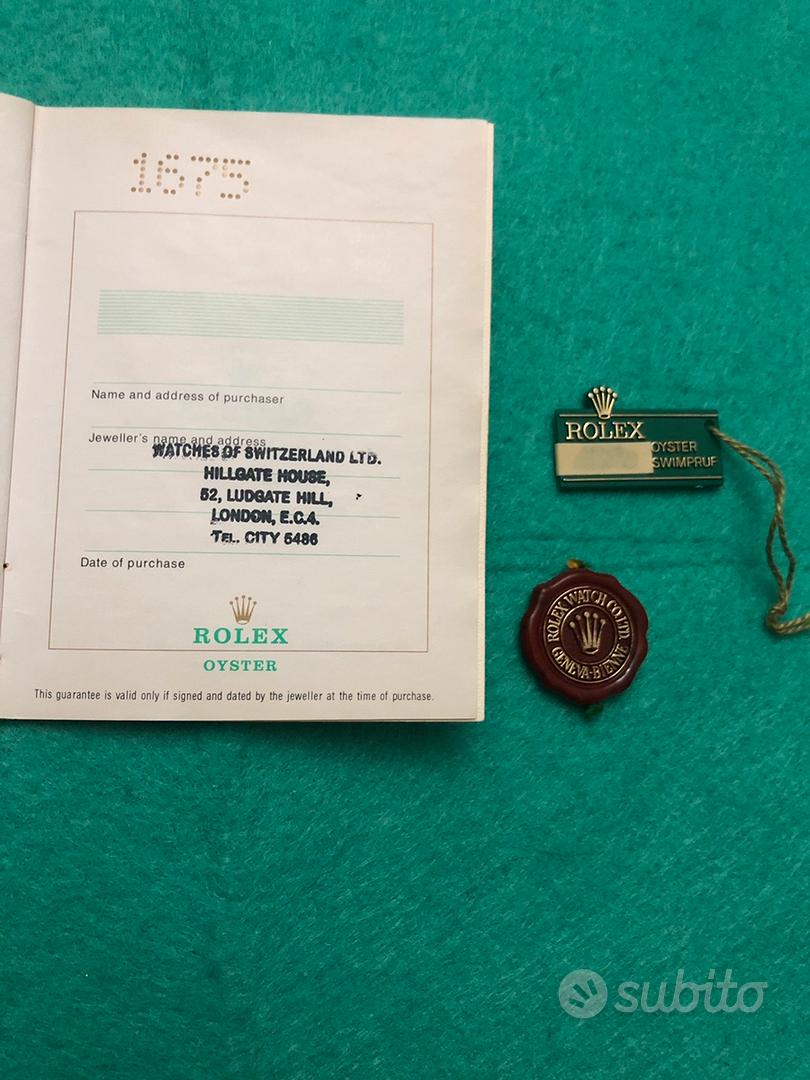 1675
Name and address of purchaser
Jeweller's name and address
WATCHES OF SWITZERLAND LTD.
HILLGATE HOUSE,
52, LUDGATE HILL,
LONDON, E.C.4.
TEL. CITY 5486
Date of purchase
ROLEX
OYSTER
This guarantee is valid only if signed and dated by the jeweller at the time of purchase.
ROLEX
OYSTER
SWIMPRUF
ROLEX WATCH CO LTD.
GENEVA-BIENNE
subito